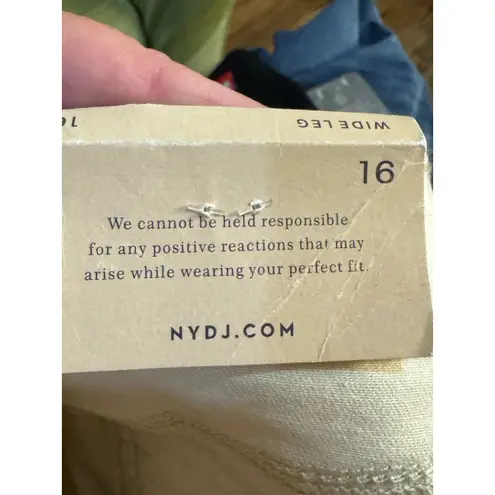 16
WIDE LEG
16
We cannot be held responsible
for any positive reactions that may
arise while wearing your perfect fit.
NYDJ.COM